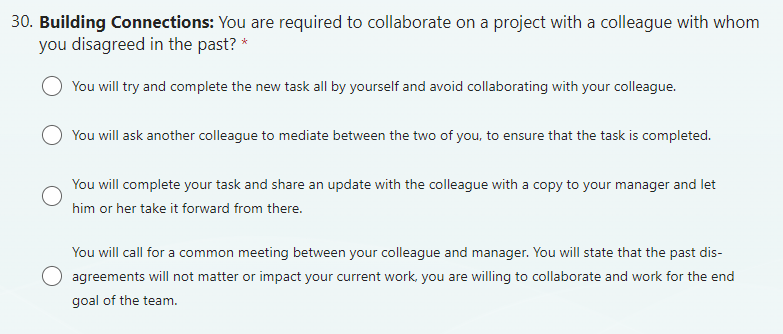 30. Building Connections: You are required to collaborate on a project with a colleague with whom
you disagreed in the past? *
You will try and complete the new task all by yourself and avoid collaborating with your colleague.
You will ask another colleague to mediate between the two of you, to ensure that the task is completed.
You will complete your task and share an update with the colleague with a copy to your manager and let
him or her take it forward from there.
You will call for a common meeting between your colleague and manager. You will state that the past dis-
agreements will not matter or impact your current work, you are willing to collaborate and work for the end
goal of the team.